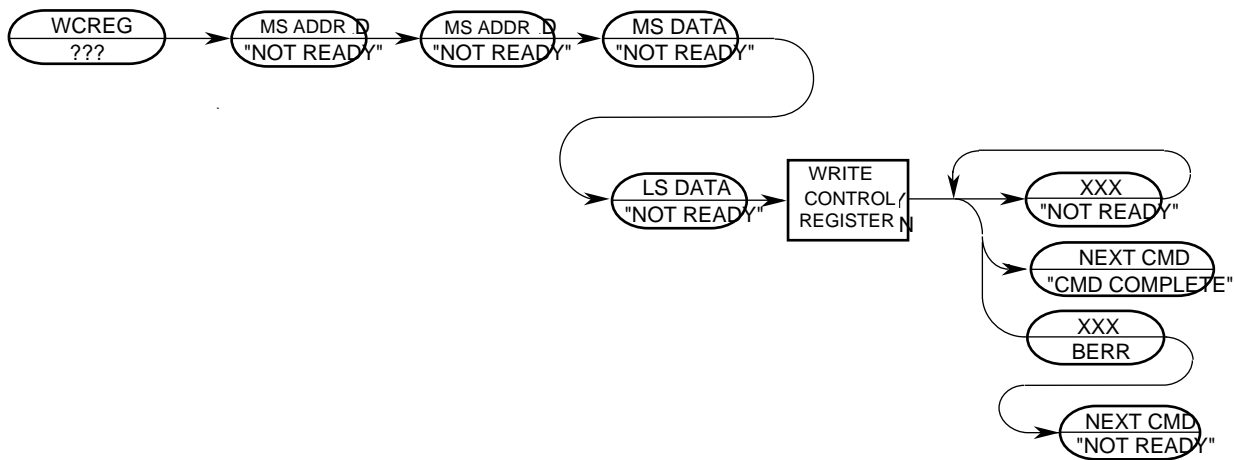 WCREG
???
MS ADDR D
"NOT READY"
MS ADDR D
"NOT READY"
MS DATA
"NOT READY"
LS DATA
"NOT READY"
WRITE
CONTROL
REGISTER N
XXX
"NOT READY"
NEXT CMD
"CMD COMPLETE"
XXX
BERR
NEXT CMD
"NOT READY"